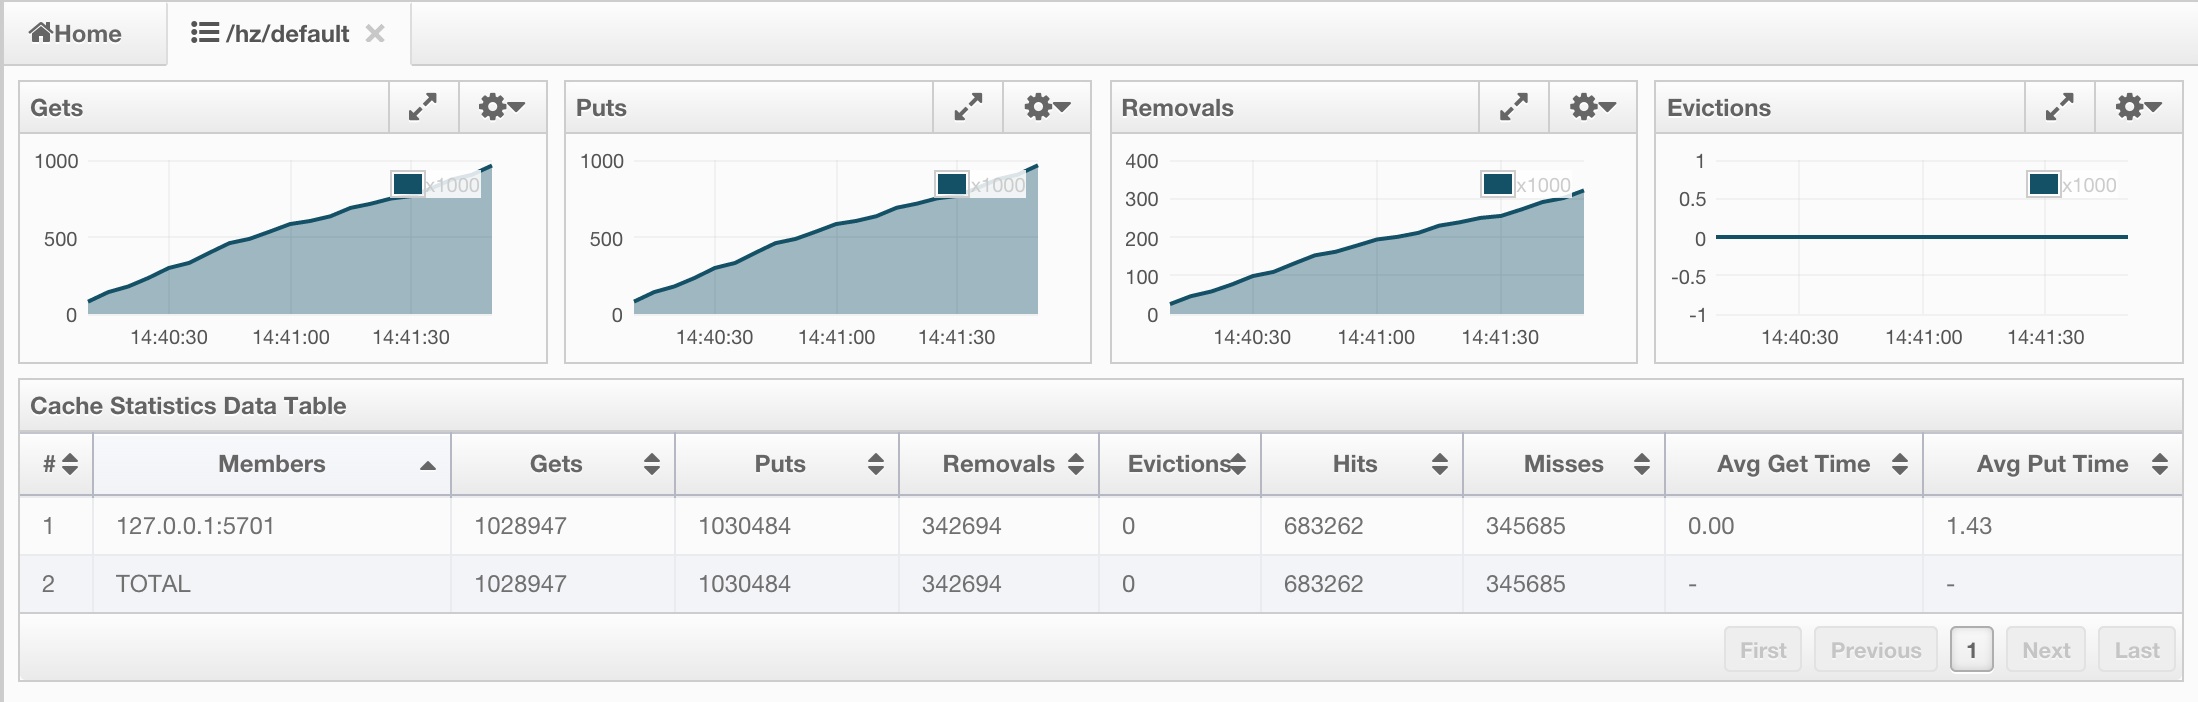 Home /hz/default
Gets Puts Removals Evictions
1000
500
0
x1000
14:40:30 14:41:00 14:41:30
1000
500
0
x1000
14:40:30 14:41:00 14:41:30
400
300
200
100
0
x1000
14:40:30 14:41:00 14:41:30
1
0.5
0
-0.5
-1
x1000
14:40:30 14:41:00 14:41:30
Cache Statistics Data Table
# Members Gets Puts Removals Evictions Hits Misses Avg Get Time Avg Put Time
1 127.0.0.1:5701 1028947 1030484 342694 0 683262 345685 0.00 1.43
2 TOTAL 1028947 1030484 342694 0 683262 345685 - -
First Previous 1 Next Last